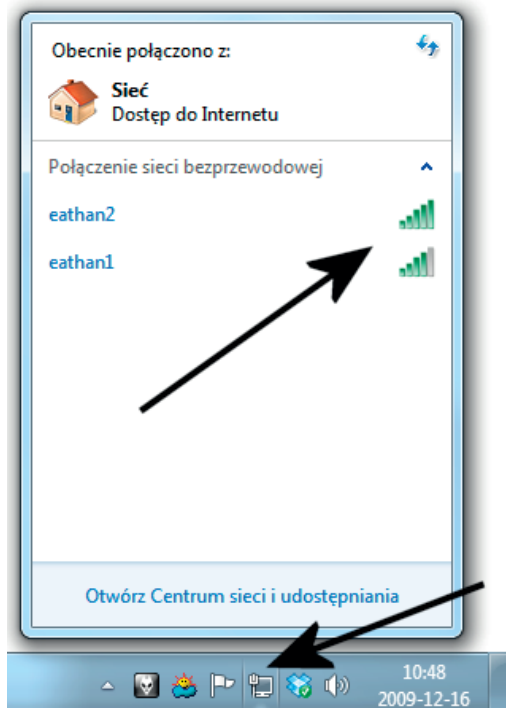 Obecnie połączono z:
Sieć
Dostęp do Internetu
Połączenie sieci bezprzewodowej
eathan2
eathan1
Otwórz Centrum sieci i udostępniania
10:48
2009-12-16